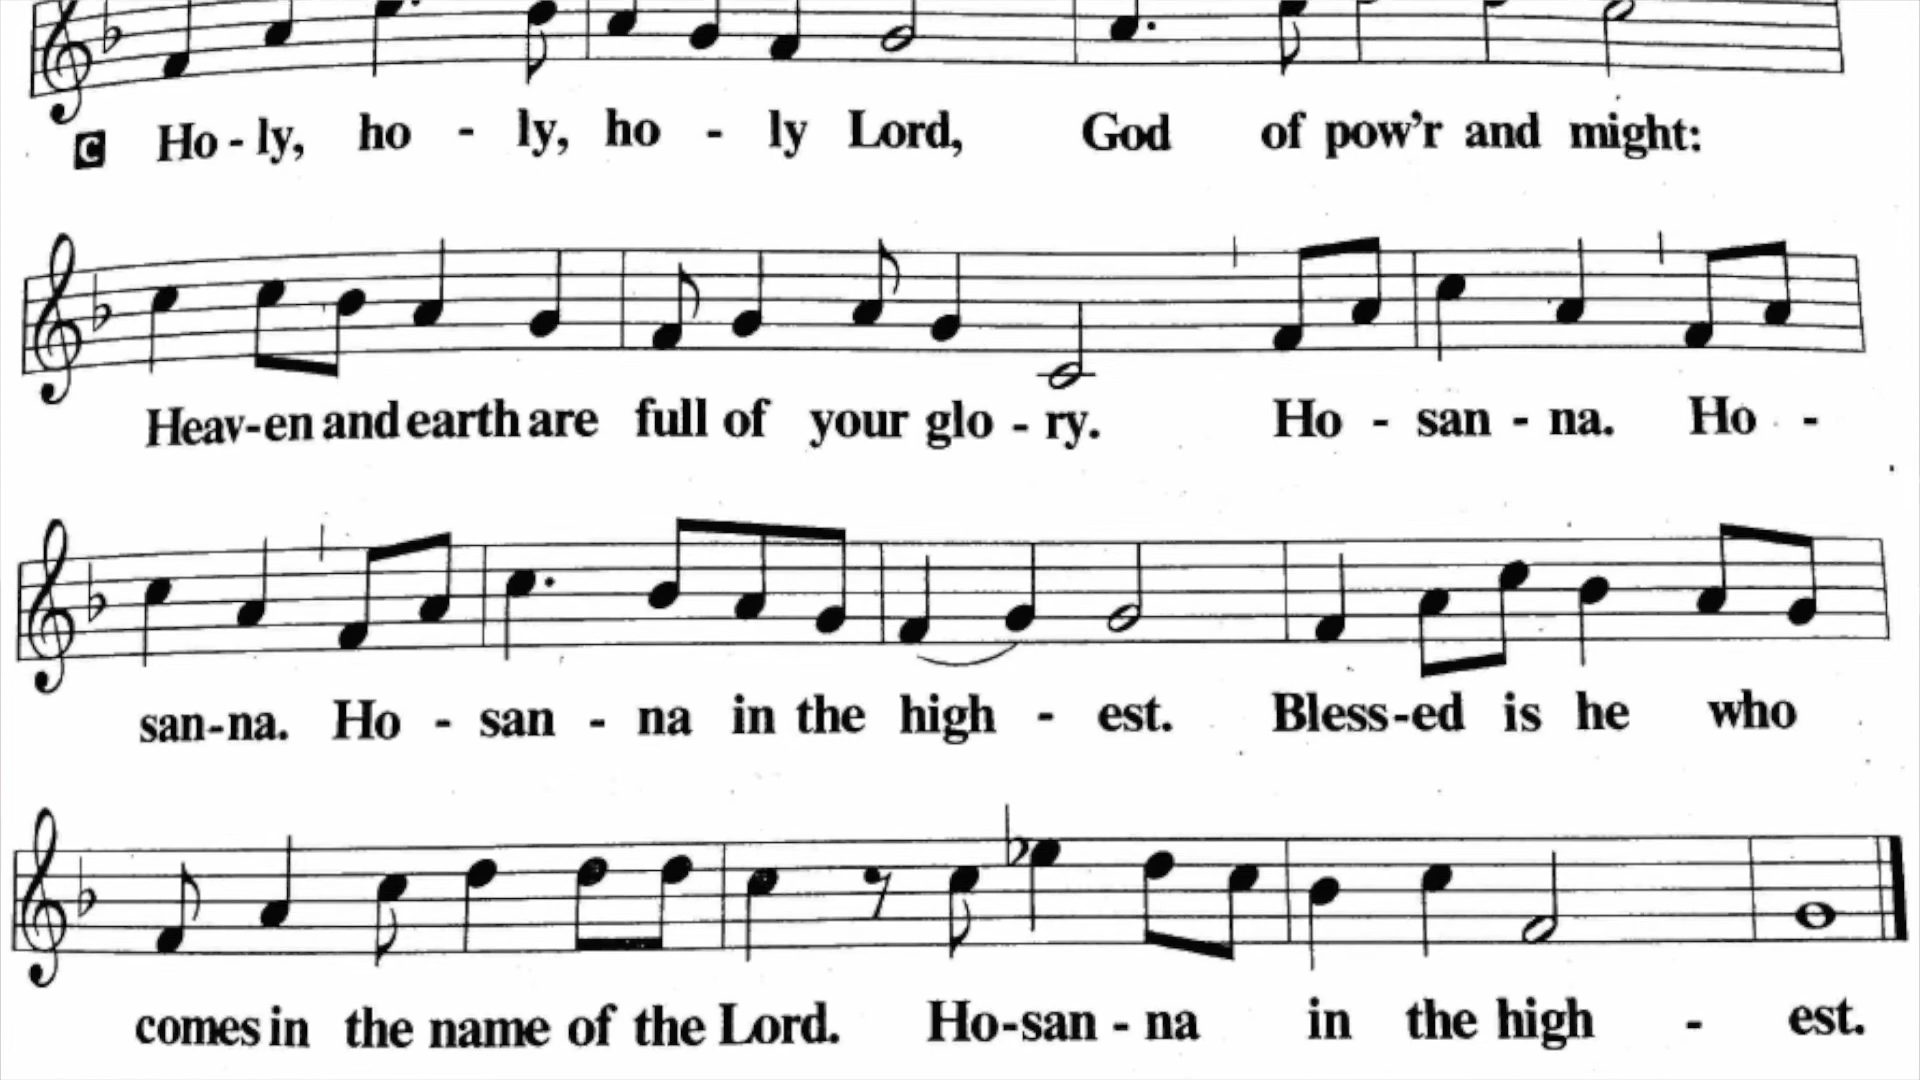 C Ho - ly, ho - ly, ho - ly Lord, God of pow'r and might:
Heav-en and earth are full of your glo - ry. Ho - san - na. Ho -
san-na. Ho - san - na in the high - est. Bless-ed is he who
comes in the name of the Lord. Ho-san - na in the high - est.